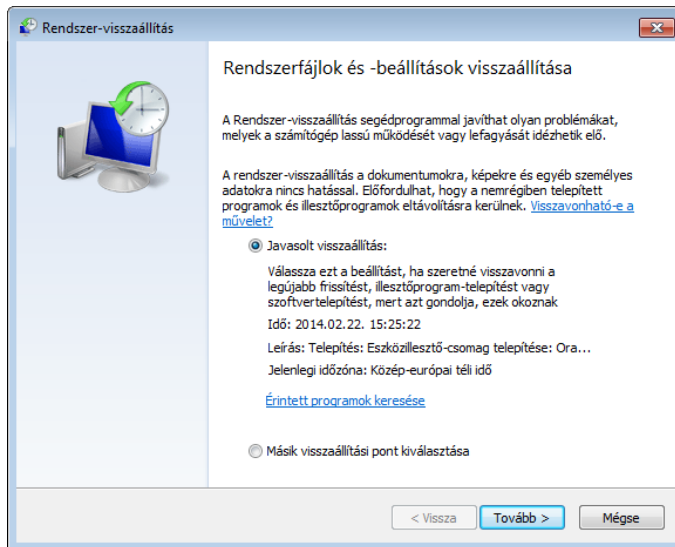 Rendszer-visszaállítás
Rendszerfájlok és -beállítások visszaállítása
A Rendszer-visszaállítás segédprogrammal javíthat olyan problémákat,
melyek a számítógép lassú működését vagy lefagyását idézhetik elő.
A rendszer-visszaállítás a dokumentumokra, képekre és egyéb személyes
adatokra nincs hatással. Előfordulhat, hogy a nemrégiben telepített
programok és illesztőprogramok eltávolításra kerülnek. Visszavonható-e a
művelet?
Javasolt visszaállítás:
Válassza ezt a beállítást, ha szeretné visszavonni a
legújabb frissítést, illesztőprogram-telepítést vagy
szoftvertelepítést, mert azt gondolja, ezek okoznak
Idő: 2014.02.22. 15:25:22
Leírás: Telepítés: Eszközillesztő-csomag telepítése: Ora...
Jelenlegi időzóna: Közép-európai téli idő
Érintett programok keresése
Másik visszaállítási pont kiválasztása
< Vissza Tovább > Mégse